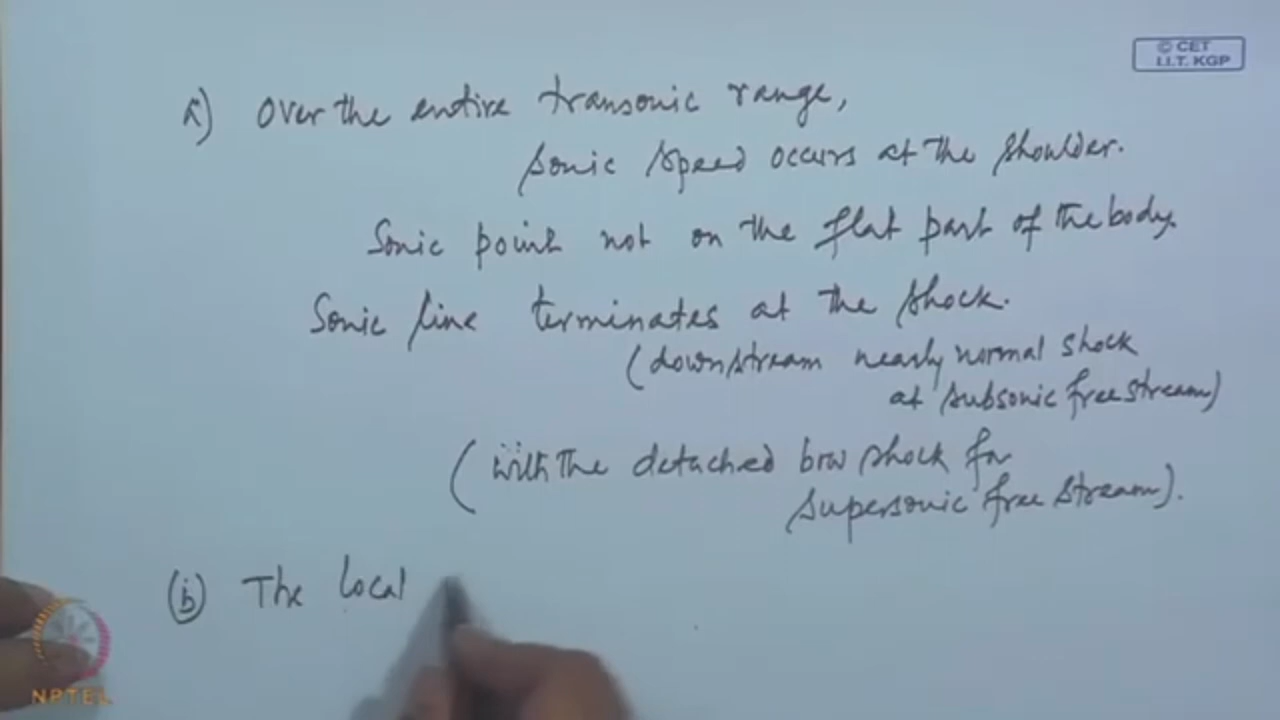 © CET
I.I.T. KGP
a) Over the entire transonic range,
sonic speed occurs at the shoulder.
Sonic point not on the flat part of the body.
Sonic line terminates at the shock.
(downstream nearly normal shock
at subsonic free stream)
(with the detached bow shock for
supersonic free stream).
(b) The local
NPTEL